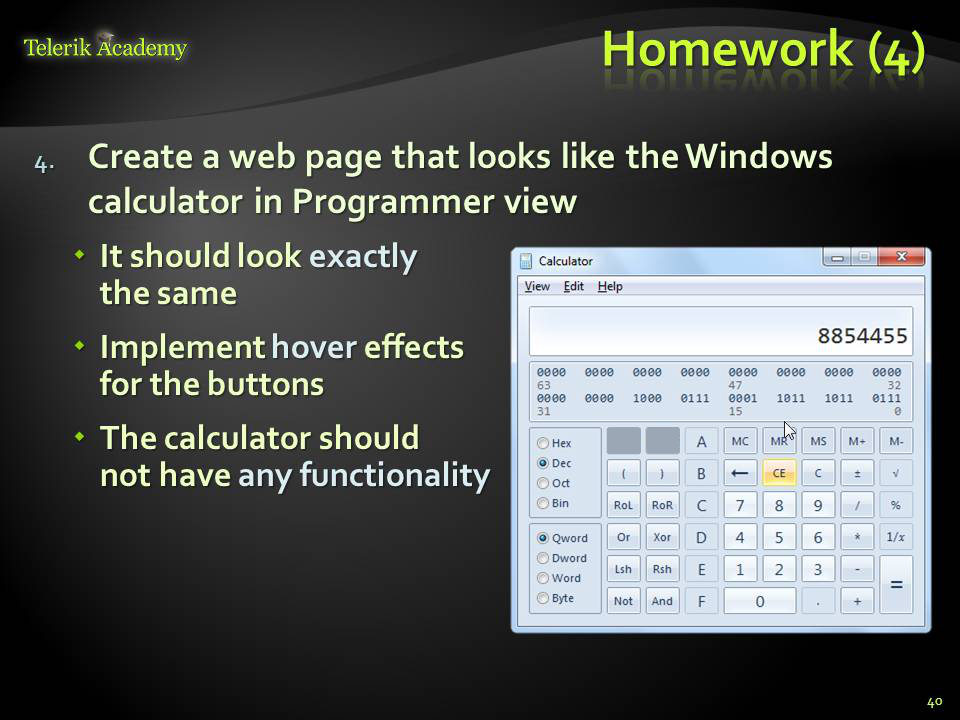 Telerik Academy
Homework (4)
4. Create a web page that looks like the Windows
calculator in Programmer view
It should look exactly
the same
Implement hover effects
for the buttons
The calculator should
not have any functionality
Calculator
View Edit Help
8854455
0000 0000 0000 0000 0000 0000 0000 0000
63 47 32
0000 0000 1000 0111 0001 1011 1011 0111
31 15 0
Hex
Dec
Oct
Bin
Qword
Dword
Word
Byte
A MC MR MS M+ M-
( ) B ← CE C ± √
RoL RoR C 7 8 9 / %
Or Xor D 4 5 6 * 1/x
Lsh Rsh E 1 2 3 - =
Not And F 0 . +
40